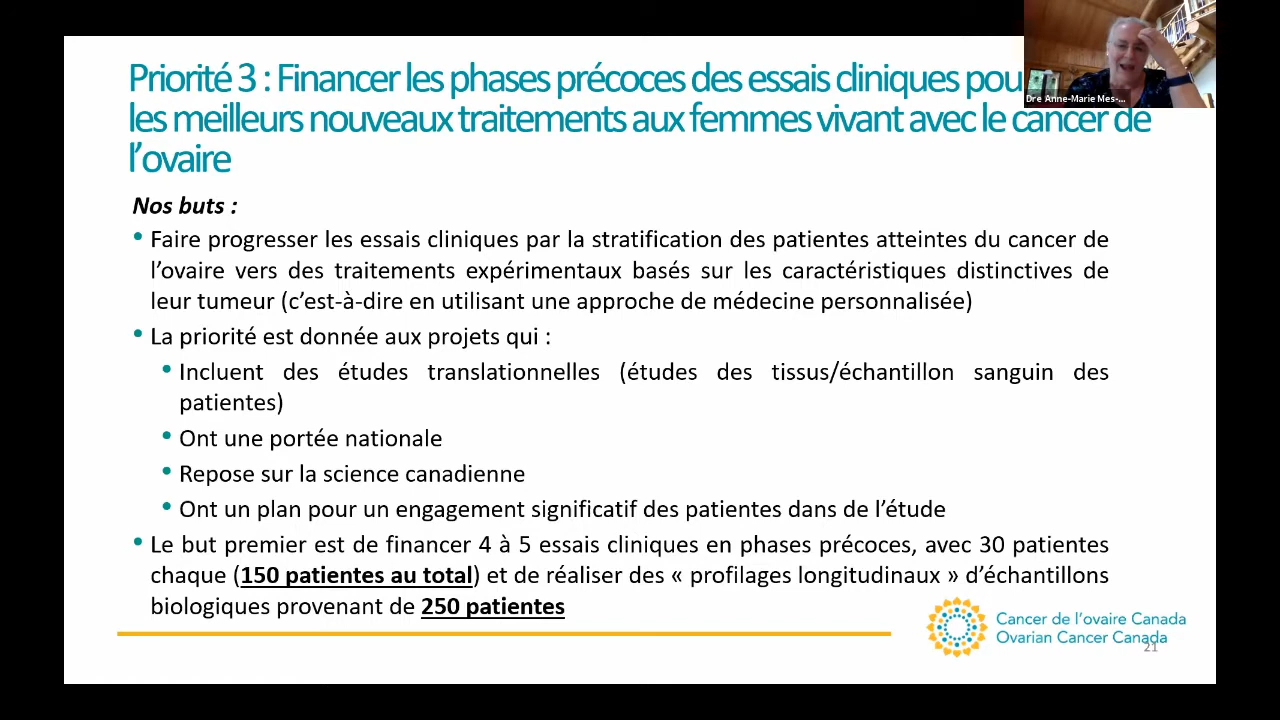 Priorité 3 : Financer les phases précoces des essais cliniques
les meilleurs nouveaux traitements aux femmes vivant avec le cancer de
l’ovaire
Dre Anne-Marie Mes-...
Nos buts :
• Faire progresser les essais cliniques par la stratification des patientes atteintes du cancer de
l’ovaire vers des traitements expérimentaux basés sur les caractéristiques distinctives de
leur tumeur (c’est-à-dire en utilisant une approche de médecine personnalisée)
• La priorité est donnée aux projets qui :
• Incluent des études translationnelles (études des tissus/échantillon sanguin des
patientes)
• Ont une portée nationale
• Repose sur la science canadienne
• Ont un plan pour un engagement significatif des patientes dans de l’étude
• Le but premier est de financer 4 à 5 essais cliniques en phases précoces, avec 30 patientes
chaque (150 patientes au total) et de réaliser des « profilages longitudinaux » d’échantillons
biologiques provenant de 250 patientes
Cancer de l’ovaire Canada
Ovarian Cancer Canada
21